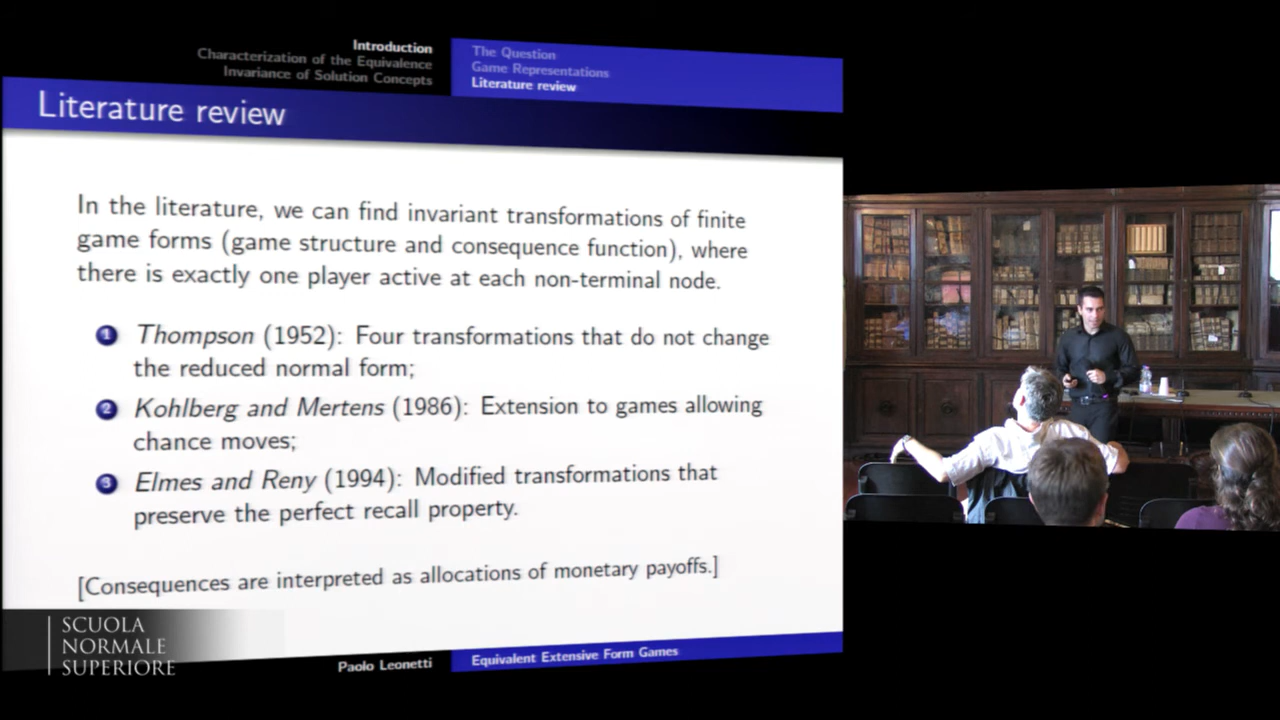 Introduction
Characterization of the Equivalence
Invariance of Solution Concepts
The Question
Game Representations
Literature review
Literature review
In the literature, we can find invariant transformations of finite
game forms (game structure and consequence function), where
there is exactly one player active at each non-terminal node.
1 Thompson (1952): Four transformations that do not change
the reduced normal form;
2 Kohlberg and Mertens (1986): Extension to games allowing
chance moves;
3 Elmes and Reny (1994): Modified transformations that
preserve the perfect recall property.
[Consequences are interpreted as allocations of monetary payoffs.]
SCUOLA
NORMALE
SUPERIORE
Paolo Leonetti
Equivalent Extensive Form Games